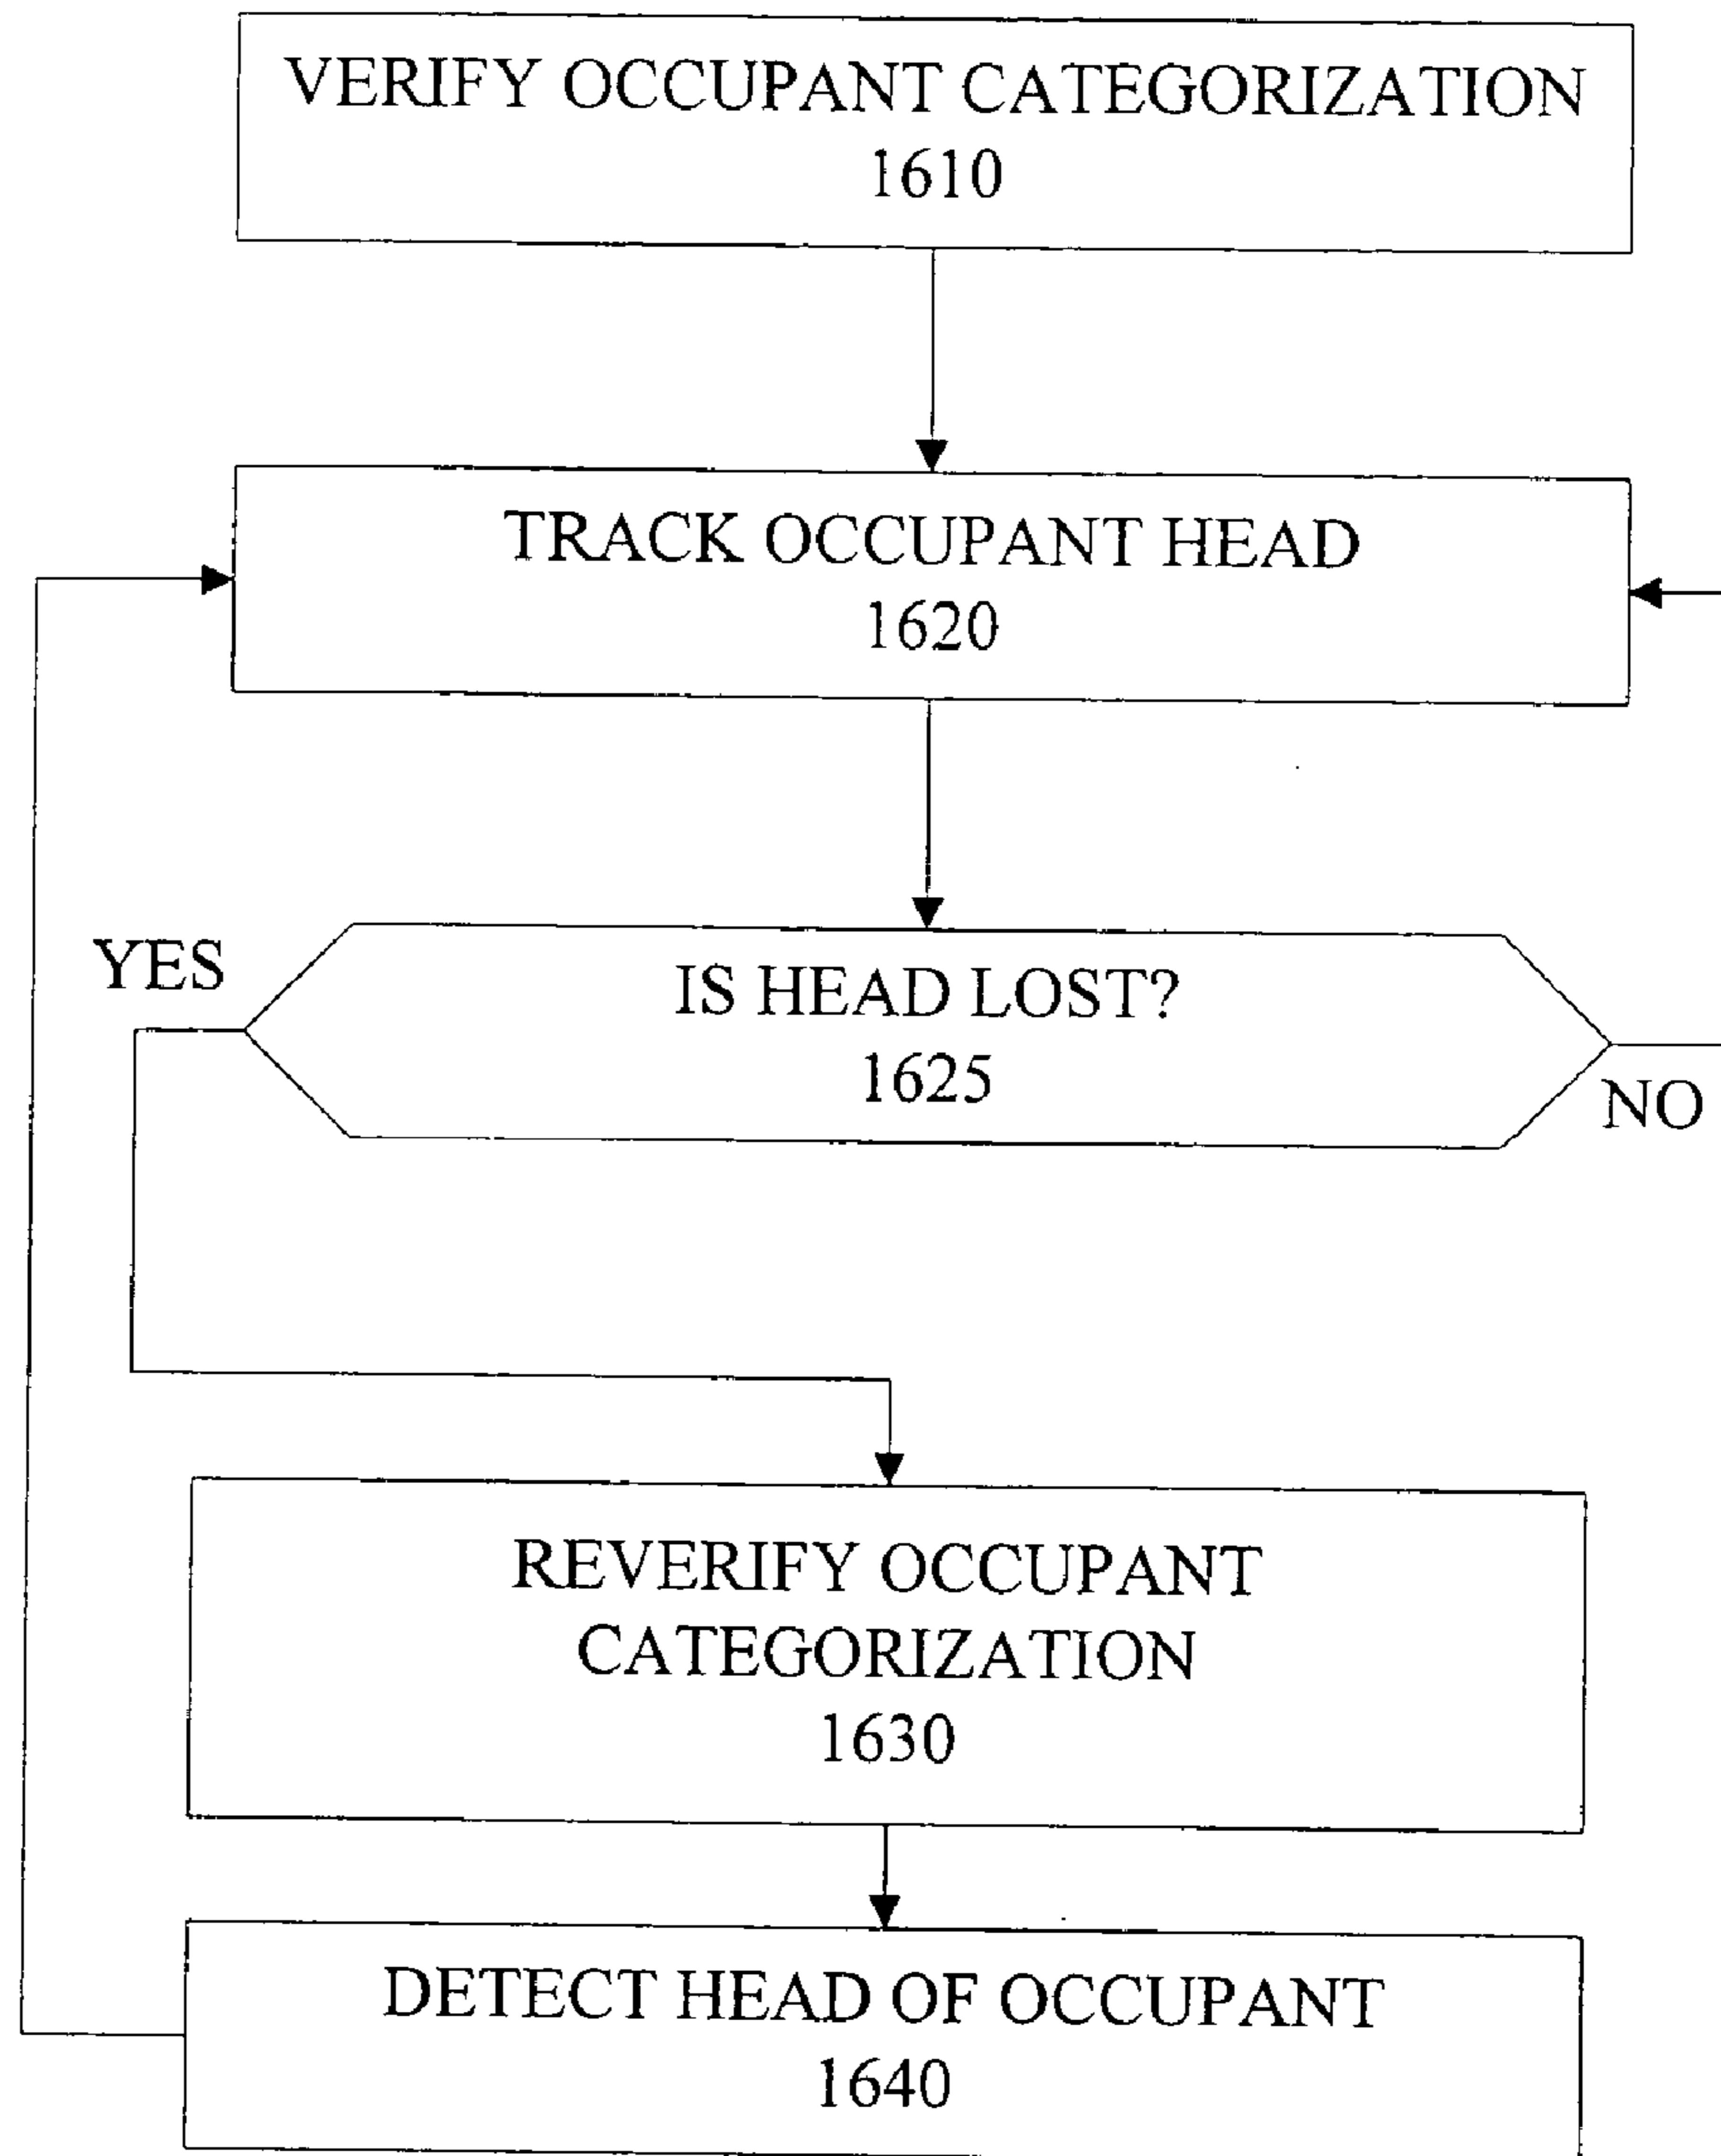 VERIFY OCCUPANT CATEGORIZATION
1610
TRACK OCCUPANT HEAD
1620
YES
IS HEAD LOST?
1625
NO
REVERIFY OCCUPANT
CATEGORIZATION
1630
DETECT HEAD OF OCCUPANT
1640